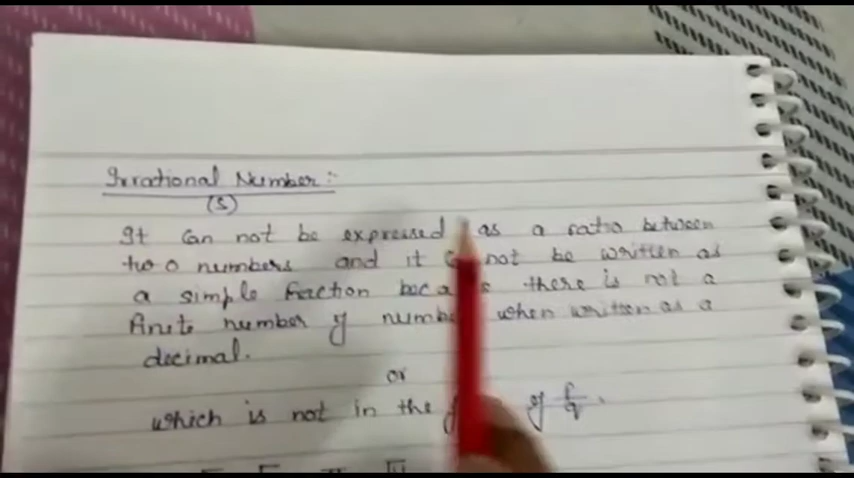 Irrational Number :-
(S)
It can not be expressed as a ratio between
two numbers and it not be written as
a simple fraction there is not a
finite number of when written as a
decimal.
or
which is not in the of